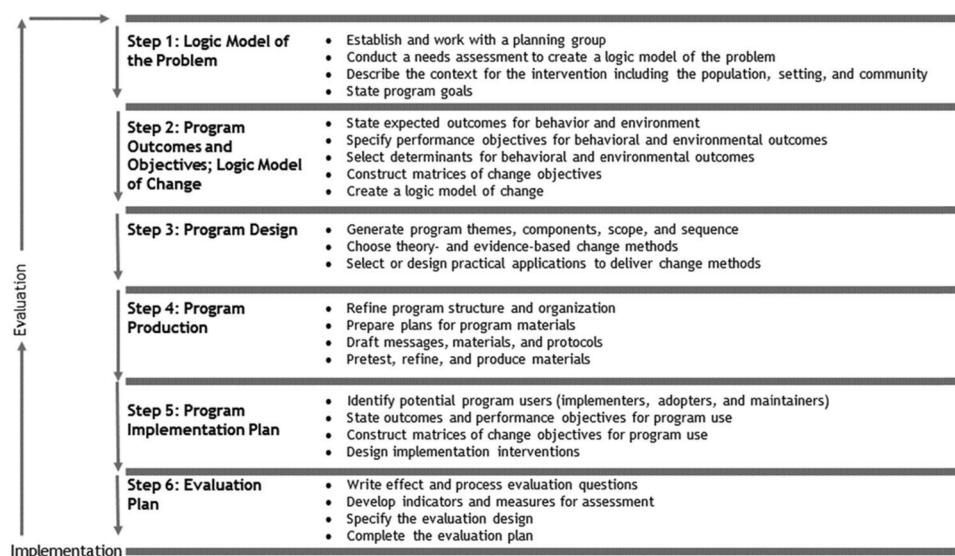 Step 1: Logic Model of
the Problem
• Establish and work with a planning group
• Conduct a needs assessment to create a logic model of the problem
• Describe the context for the intervention including the population, setting, and community
• State program goals
Step 2: Program
Outcomes and
Objectives; Logic Model
of Change
• State expected outcomes for behavior and environment
• Specify performance objectives for behavioral and environmental outcomes
• Select determinants for behavioral and environmental outcomes
• Construct matrices of change objectives
• Create a logic model of change
Step 3: Program Design
• Generate program themes, components, scope, and sequence
• Choose theory- and evidence-based change methods
• Select or design practical applications to deliver change methods
Evaluation
Step 4: Program
Production
• Refine program structure and organization
• Prepare plans for program materials
• Draft messages, materials, and protocols
• Pretest, refine, and produce materials
Step 5: Program
Implementation Plan
• Identify potential program users (implementers, adopters, and maintainers)
• State outcomes and performance objectives for program use
• Construct matrices of change objectives for program use
• Design implementation interventions
Step 6: Evaluation
Plan
• Write effect and process evaluation questions
• Develop indicators and measures for assessment
• Specify the evaluation design
• Complete the evaluation plan
Implementation